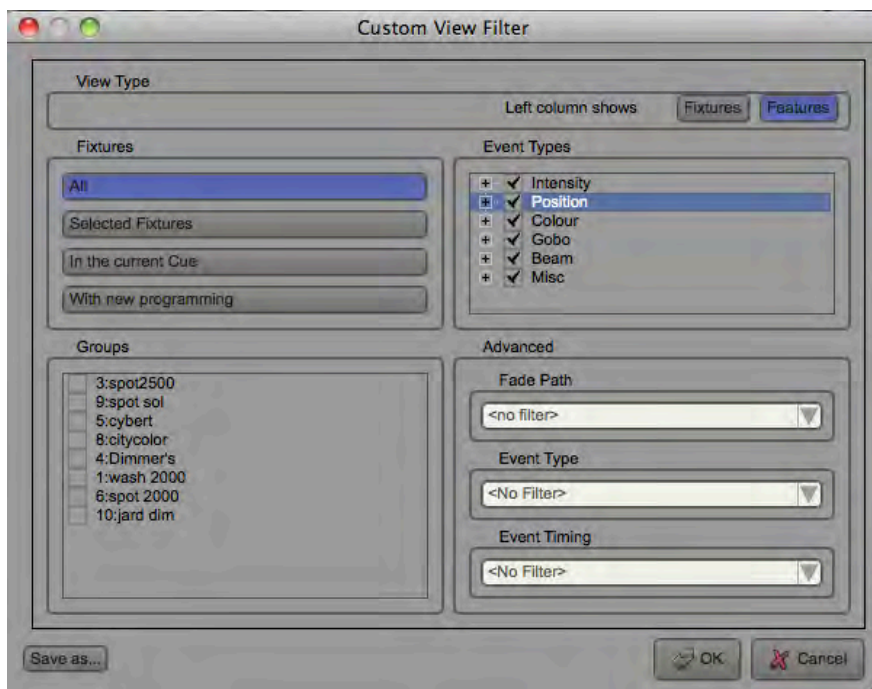 Custom View Filter
View Type
Left column shows Fixtures Features
Fixtures
All
Selected Fixtures
In the current Cue
With new programming
Event Types
Intensity
Position
Colour
Gobo
Beam
Misc
Groups
3:spot2500
9:spot sol
5:cybert
8:citycolor
4:Dimmer's
1:wash 2000
6:spot 2000
10:jard dim
Advanced
Fade Path
<no filter>
Event Type
<No Filter>
Event Timing
<No Filter>
Save as...
OK
Cancel